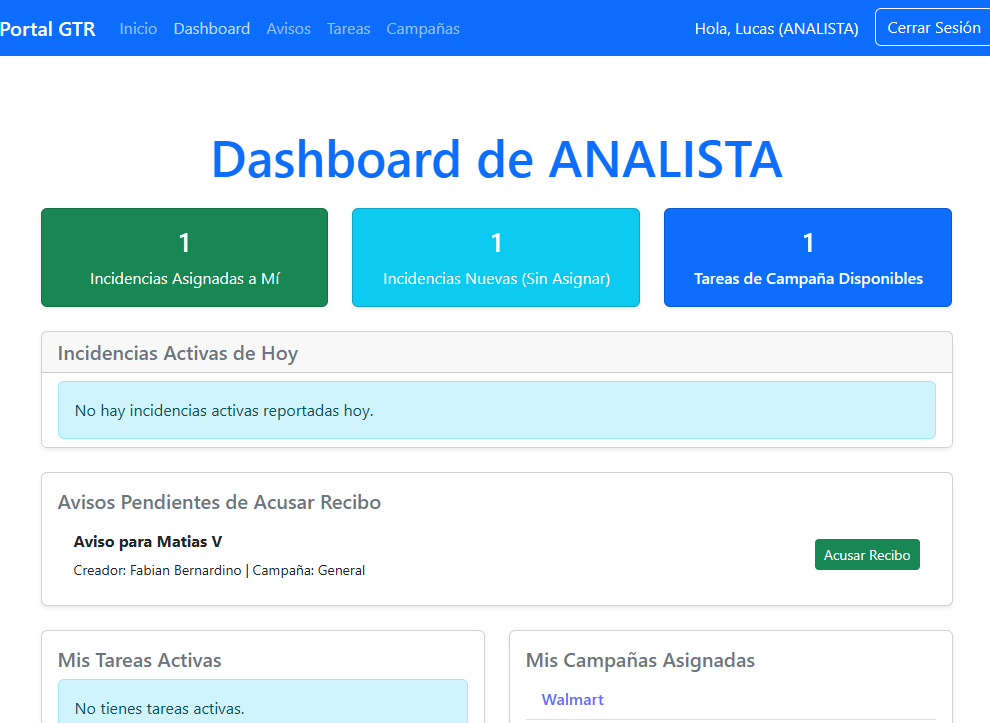 Portal GTR Inicio Dashboard Avisos Tareas Campañas Hola, Lucas (ANALISTA) Cerrar Sesión
Dashboard de ANALISTA
1
Incidencias Asignadas a Mí
1
Incidencias Nuevas (Sin Asignar)
1
Tareas de Campaña Disponibles
Incidencias Activas de Hoy
No hay incidencias activas reportadas hoy.
Avisos Pendientes de Acusar Recibo
Aviso para Matias V
Creador: Fabian Bernardino | Campaña: General
Acusar Recibo
Mis Tareas Activas
No tienes tareas activas.
Mis Campañas Asignadas
Walmart